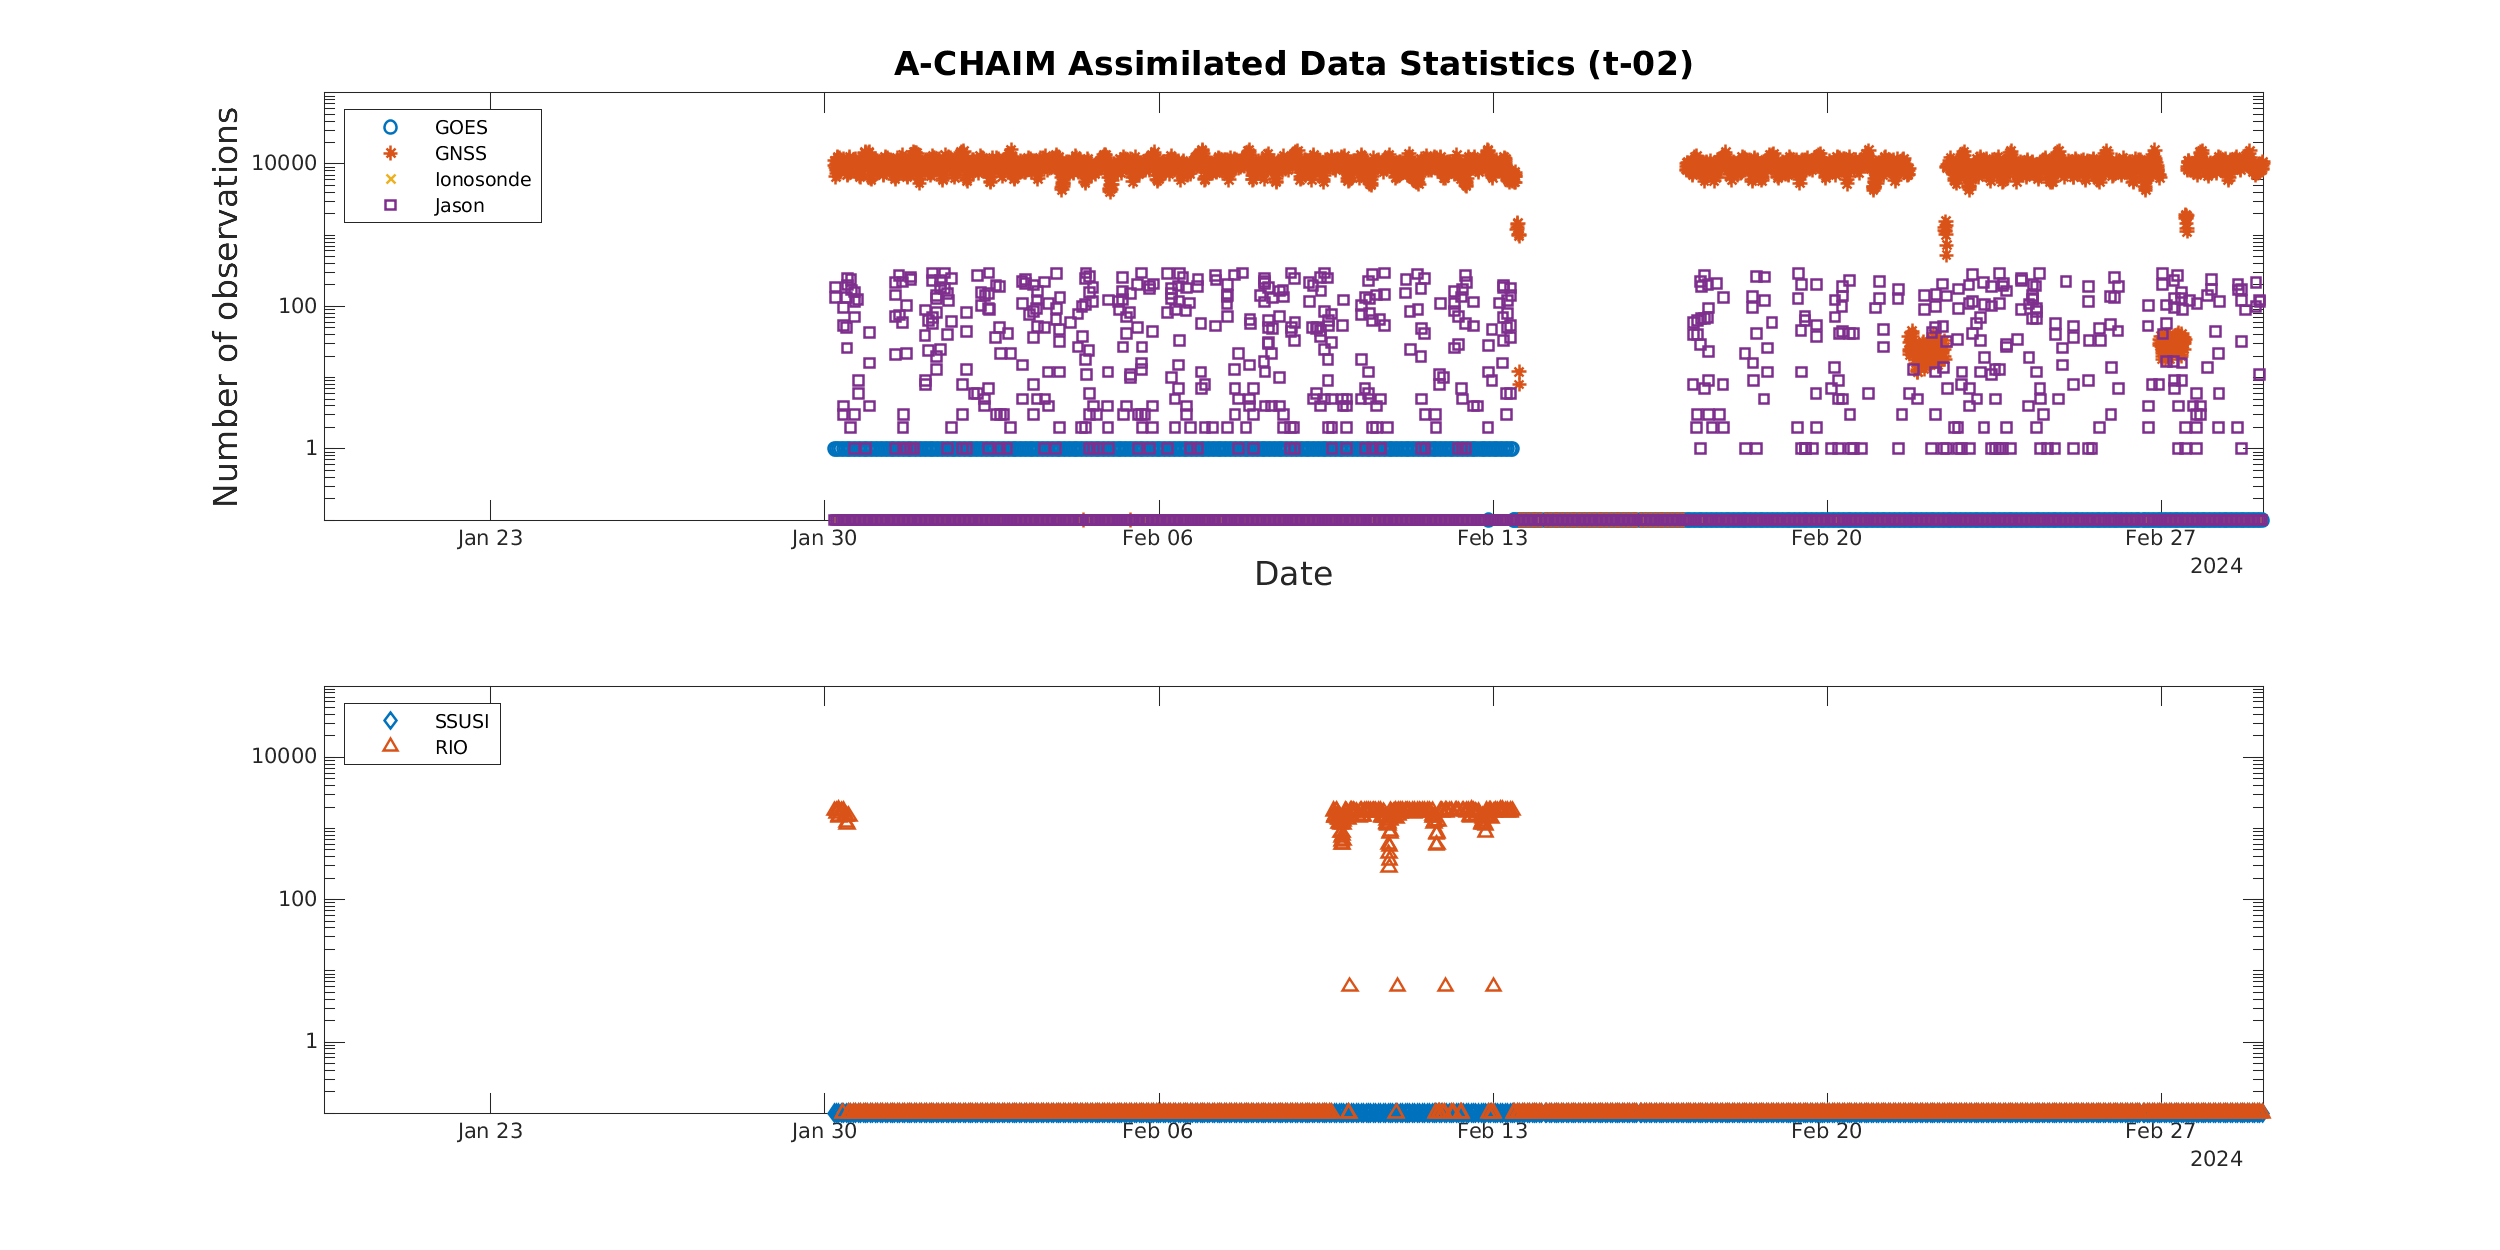 A-CHAIM Assimilated Data Statistics (t-02)
Number of observations
10000
100
1
GOES
GNSS
Ionosonde
Jason
Jan 23
Jan 30
Feb 06
Feb 13
Feb 20
Feb 27
2024
Date
10000
100
1
SSUSI
RIO
Jan 23
Jan 30
Feb 06
Feb 13
Feb 20
Feb 27
2024